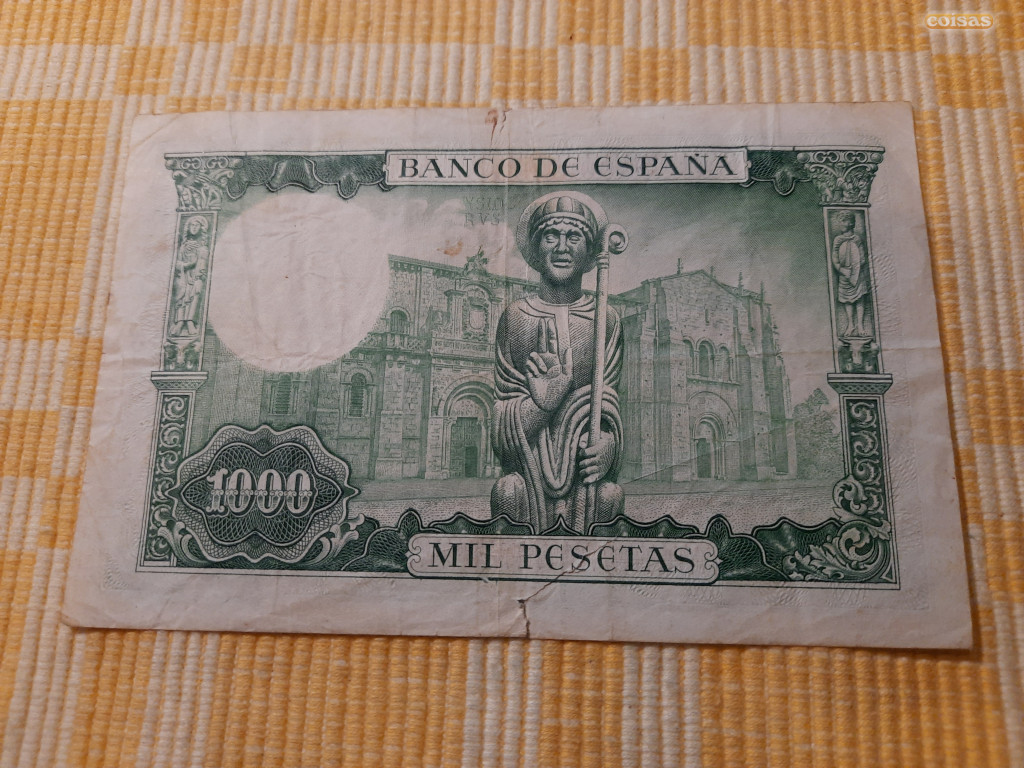 coisas
BANCO DE ESPAÑA
1000
MIL PESETAS